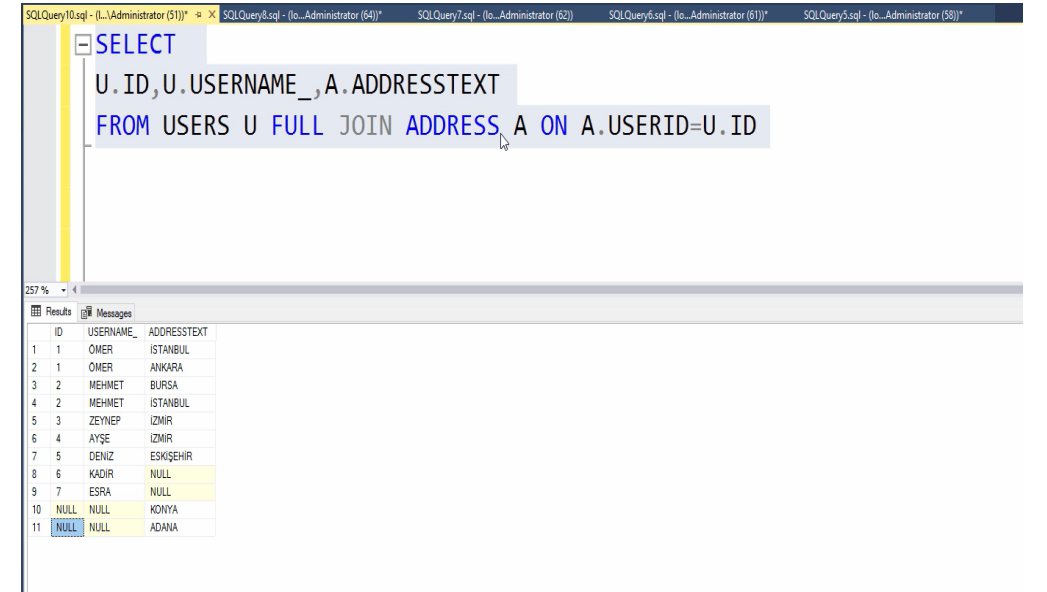 SQLQuery10.sql - (l...\Administrator (51))* SQLQuery8.sql - (lo...Administrator (64))* SQLQuery7.sql - (lo...Administrator (62)) SQLQuery6.sql - (lo...Administrator (61))* SQLQuery5.sql - (lo...Administrator (58))*
SELECT
U.ID,U.USERNAME_,A.ADDRESSTEXT
FROM USERS U FULL JOIN ADDRESS A ON A.USERID=U.ID
257 %
Results Messages
ID USERNAME_ ADDRESSTEXT
1 1 ÖMER İSTANBUL
2 1 ÖMER ANKARA
3 2 MEHMET BURSA
4 2 MEHMET İSTANBUL
5 3 ZEYNEP İZMİR
6 4 AYŞE İZMİR
7 5 DENİZ ESKİŞEHİR
8 6 KADİR NULL
9 7 ESRA NULL
10 NULL NULL KONYA
11 NULL NULL ADANA